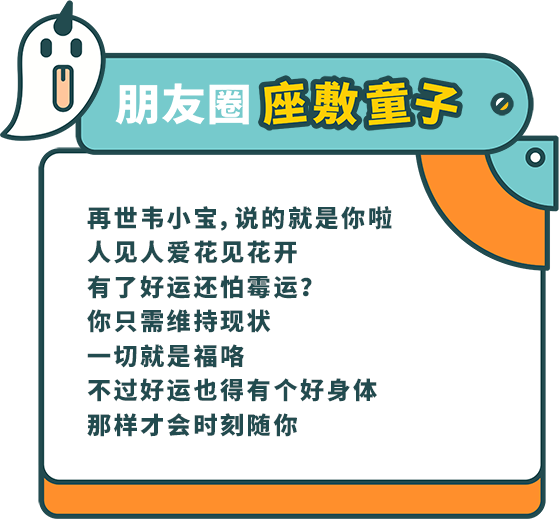 朋友圈 座敷童子
再世韦小宝，说的就是你啦
人见人爱花见花开
有了好运还怕霉运？
你只需维持现状
一切就是福咯
不过好运也得有个好身体
那样才会时刻随你